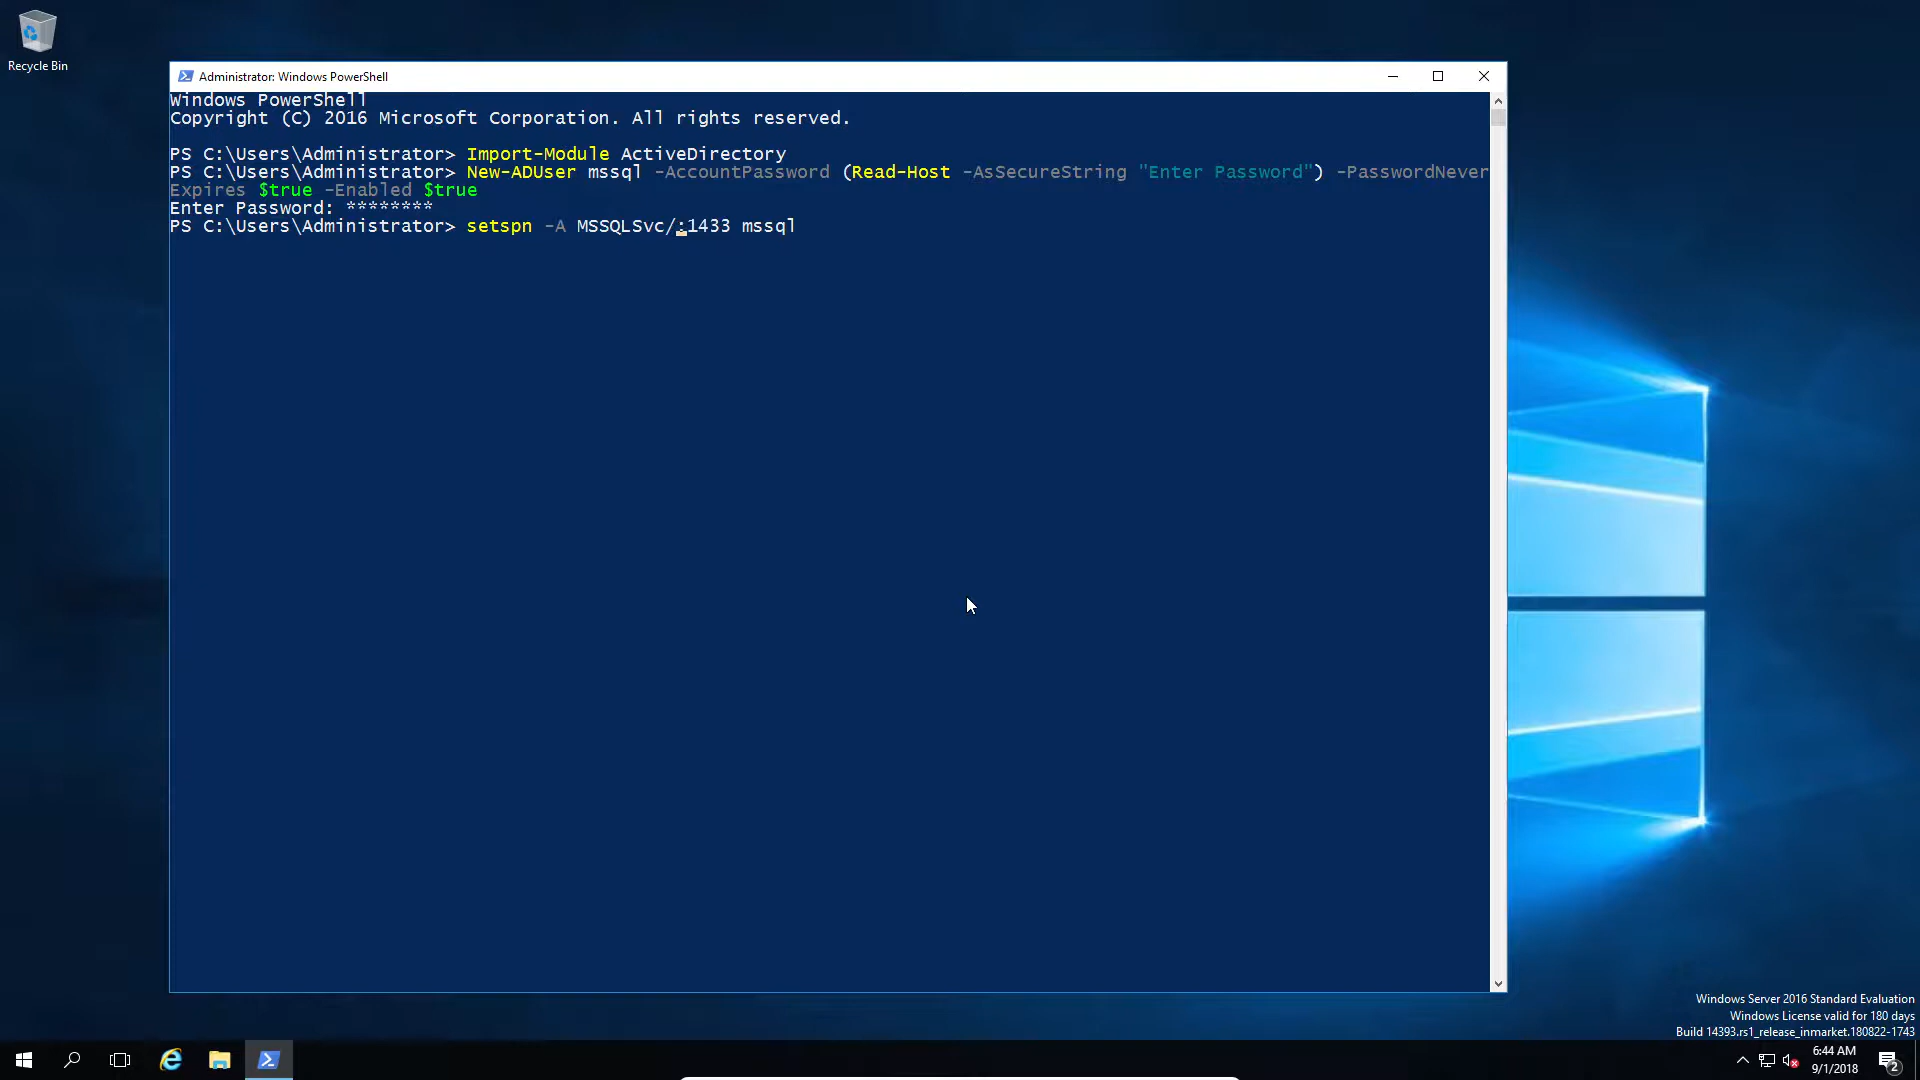 Recycle Bin
Administrator: Windows PowerShell
Windows PowerShell
Copyright (C) 2016 Microsoft Corporation. All rights reserved.
PS C:\Users\Administrator> Import-Module ActiveDirectory
PS C:\Users\Administrator> New-ADUser mssql -AccountPassword (Read-Host -AsSecureString "Enter Password") -PasswordNever
Expires $true -Enabled $true
Enter Password: ********
PS C:\Users\Administrator> setspn -A MSSQLSvc/:1433 mssql
Windows Server 2016 Standard Evaluation
Windows License valid for 180 days
Build 14393.rs1_release_inmarket.180822-1743
6:44 AM
9/1/2018
2